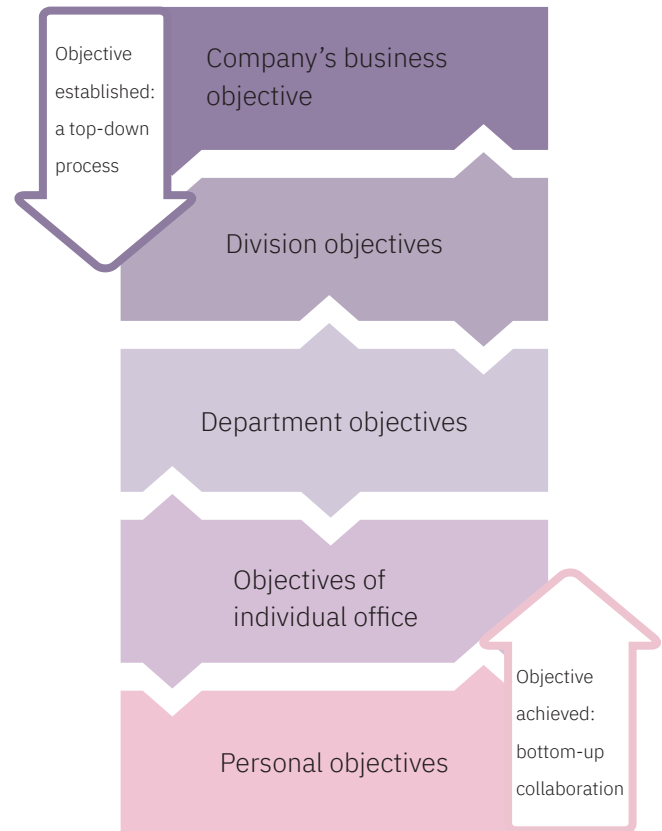 Objective
established:
a top-down
process
Company’s business
objective
Division objectives
Department objectives
Objectives of
individual office
Personal objectives
Objective
achieved:
bottom-up
collaboration